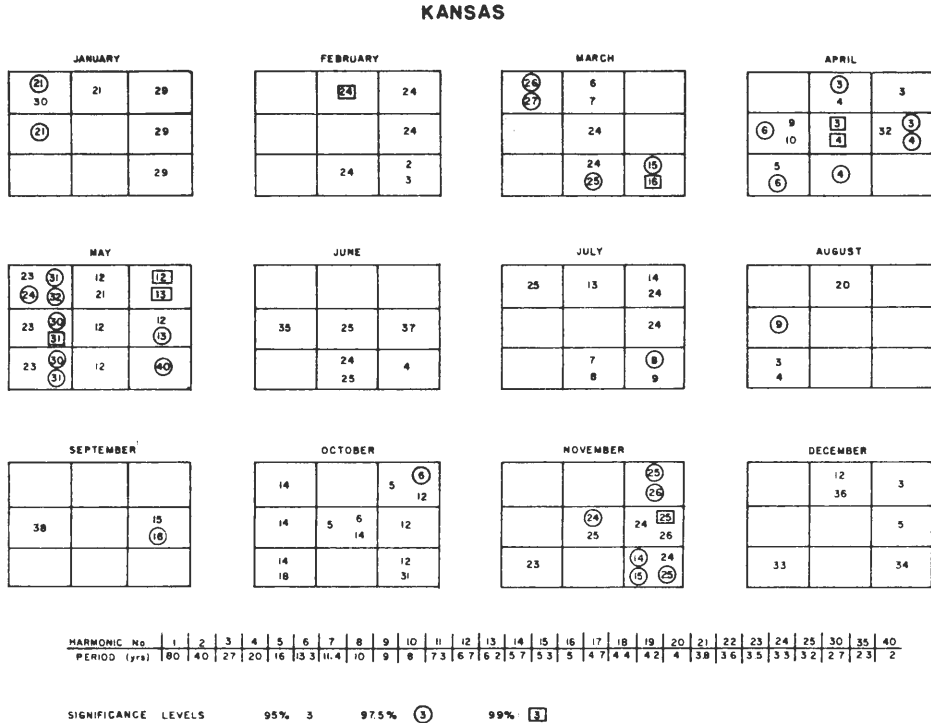 KANSAS
JANUARY FEBRUARY MARCH APRIL
21 21 29 24 24 26 6 3 3
30 27 7 4
21 29 24 24 6 9 3 32 3
10 4 4
29 24 2 24 15 5 4
3 25 16 6
MAY JUNE JULY AUGUST
23 31 12 12 25 13 14 20
24 32 21 13 24
23 30 12 12 35 25 37 24 9
31 13
23 30 12 40 24 4 7 8 3
31 25 8 9 4
SEPTEMBER OCTOBER NOVEMBER DECEMBER
14 5 6 25 12 3
12 26 36
38 15 14 5 6 12 24 24 25 5
16 14 25 26
14 12 23 14 24 33 34
18 31 15 25
HARMONIC No 1 2 3 4 5 6 7 8 9 10 11 12 13 14 15 16 17 18 19 20 21 22 23 24 25 30 35 40
PERIOD (yrs) 80 40 27 20 16 13 3 11.4 10 9 8 7 3 6 7 6 2 5 7 5 3 5 4 7 4 4 4 2 4 3.8 3 6 3 5 3 3 3 2 2 7 2 3 2
SIGNIFICANCE LEVELS 95% 3 97.5% 3 99% 3